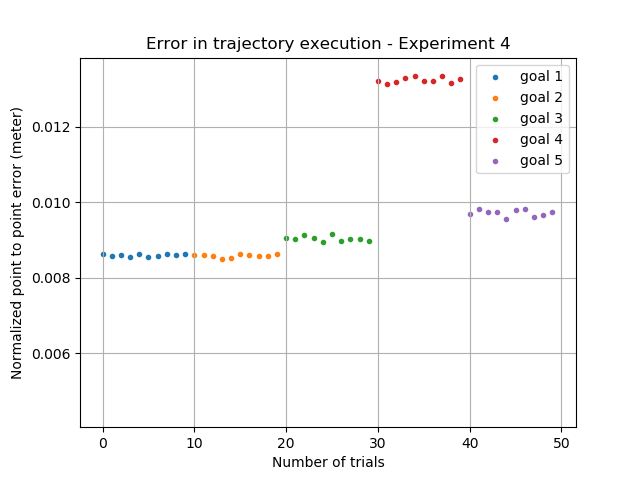 Error in trajectory execution - Experiment 4
Normalized point to point error (meter)
0.012
0.010
0.008
0.006
0
10
20
30
40
50
Number of trials
goal 1
goal 2
goal 3
goal 4
goal 5